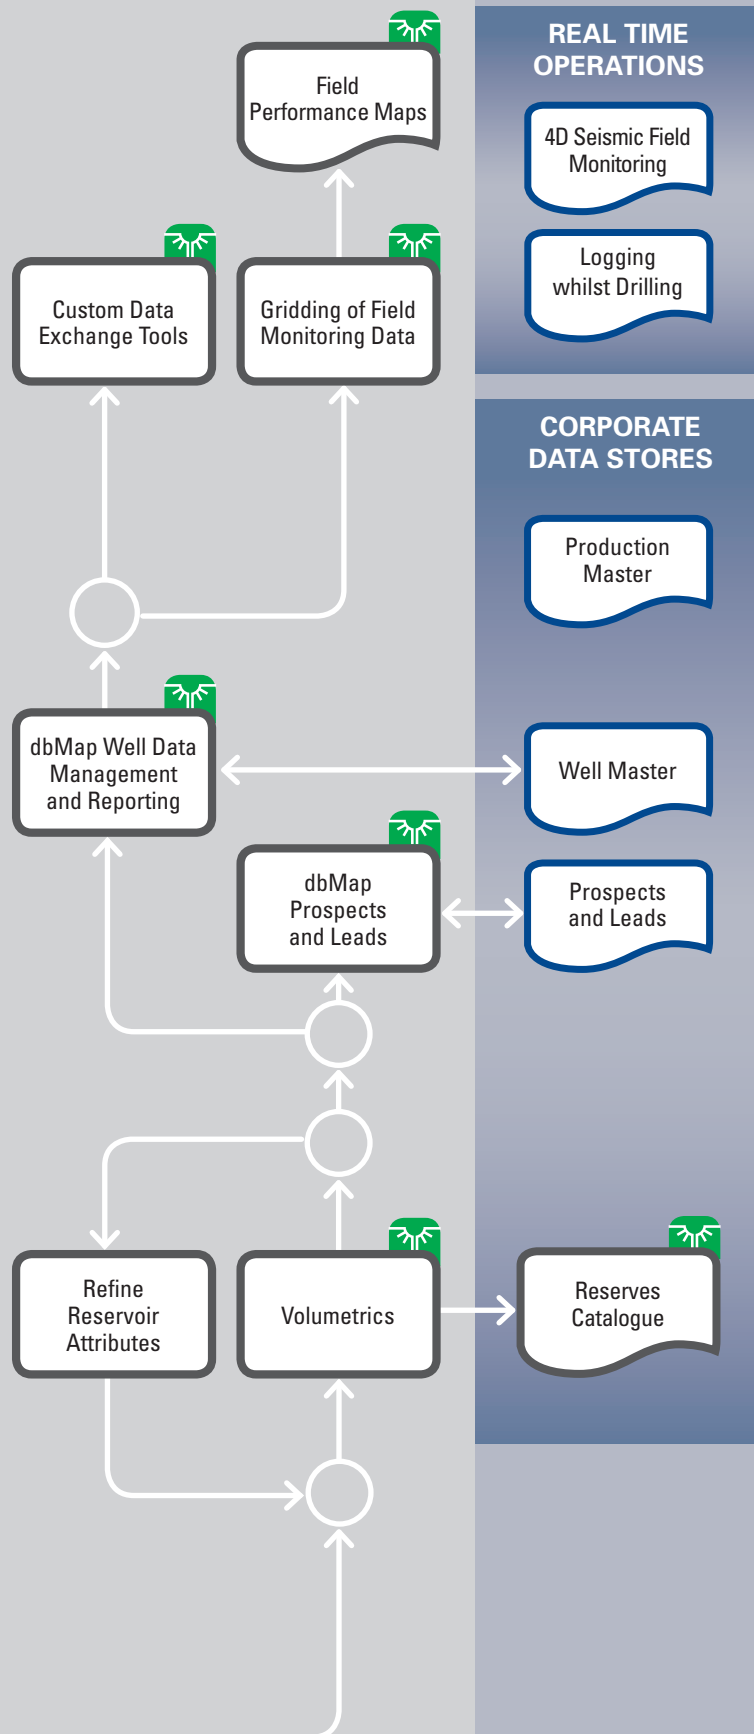 Field
Performance Maps
Custom Data
Exchange Tools
Gridding of Field
Monitoring Data
dbMap Well Data
Management
and Reporting
dbMap
Prospects
and Leads
Refine
Reservoir
Attributes
Volumetrics
REAL TIME
OPERATIONS
4D Seismic Field
Monitoring
Logging
whilst Drilling
CORPORATE
DATA STORES
Production
Master
Well Master
Prospects
and Leads
Reserves
Catalogue